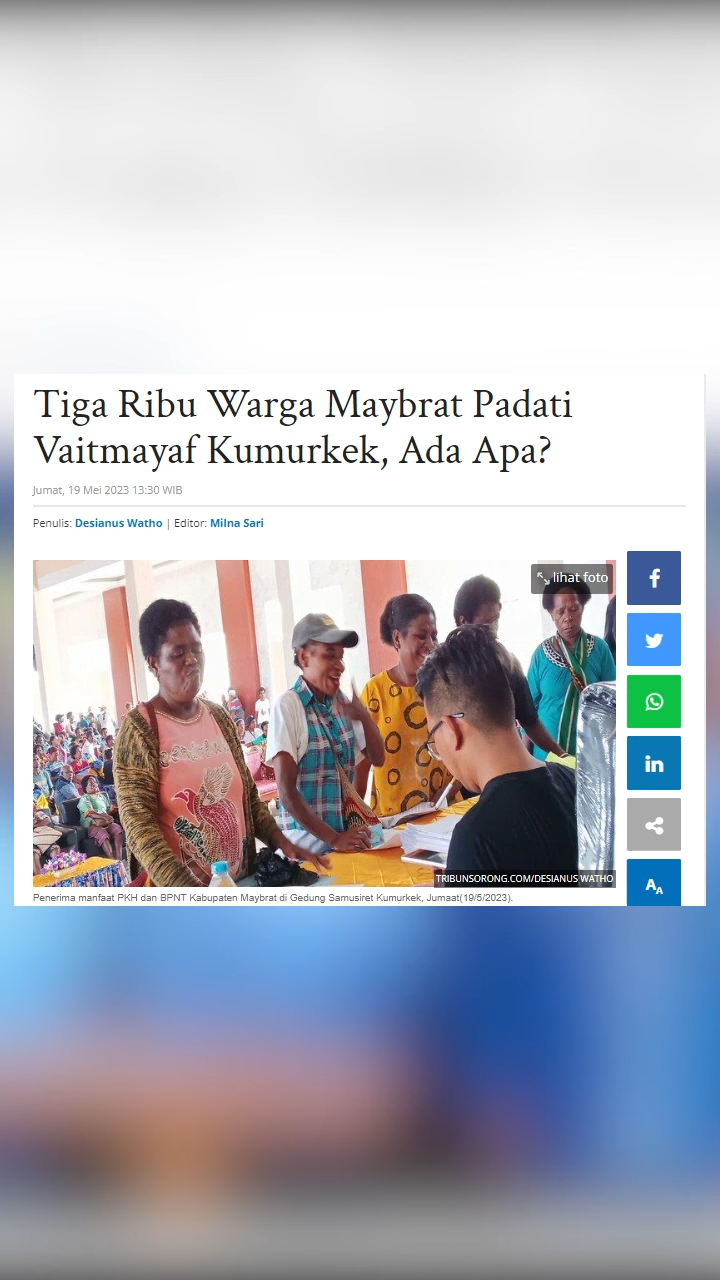 Tiga Ribu Warga Maybrat Padati
Vaitmayaf Kumurkek, Ada Apa?
Jumat, 19 Mei 2023 13:30 WIB
Penulis: Desianus Watho | Editor: Milna Sari
lihat foto
f
in
AA
TRIBUNSORONG.COM/DESIANUS WATHO
Penerima manfaat PKH dan BPNT Kabupaten Maybrat di Gedung Samusiret Kumurkek, Jumaat(19/5/2023).